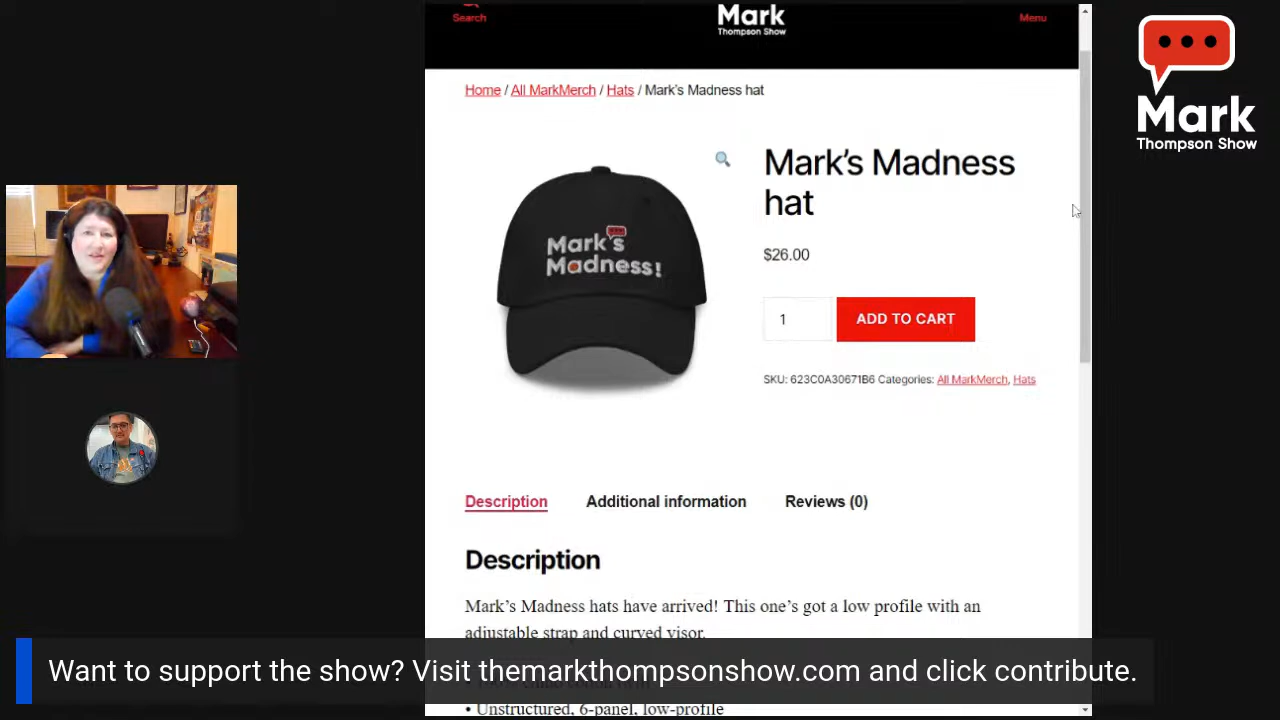 Search
Mark
Thompson Show
Menu
Home / All MarkMerch / Hats / Mark's Madness hat
Mark's
Madness!
Mark's Madness
hat
$26.00
1
ADD TO CART
SKU: 623C0A30671B6 Categories: All MarkMerch, Hats
Description
Additional information
Reviews (0)
Description
Mark's Madness hats have arrived! This one's got a low profile with an
adjustable strap and curved visor.
• Unstructured, 6-panel, low-profile
Mark
Thompson Show
Want to support the show? Visit themarkthompsonshow.com and click contribute.